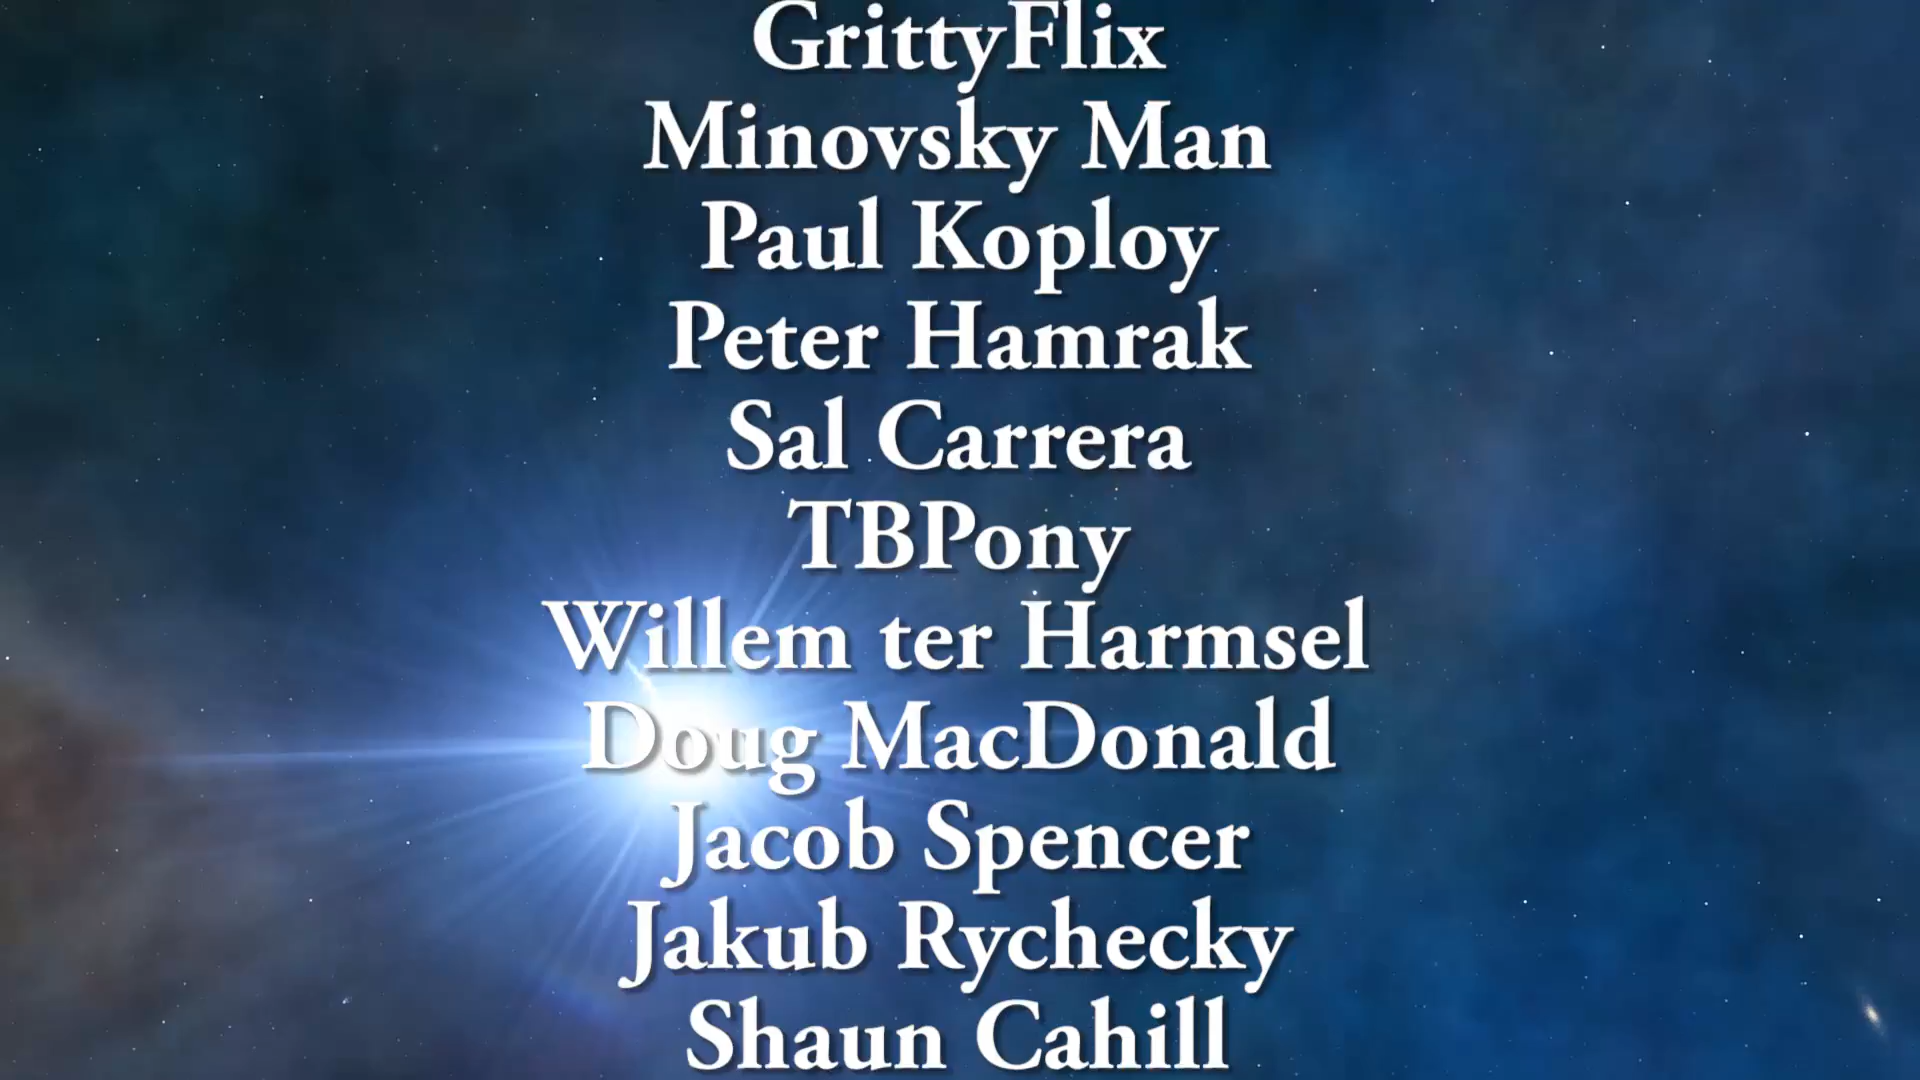 GrittyFlix
Minovsky Man
Paul Koploy
Peter Hamrak
Sal Carrera
TBPony
Willem ter Harmsel
Doug MacDonald
Jacob Spencer
Jakub Rychecky
Shaun Cahill